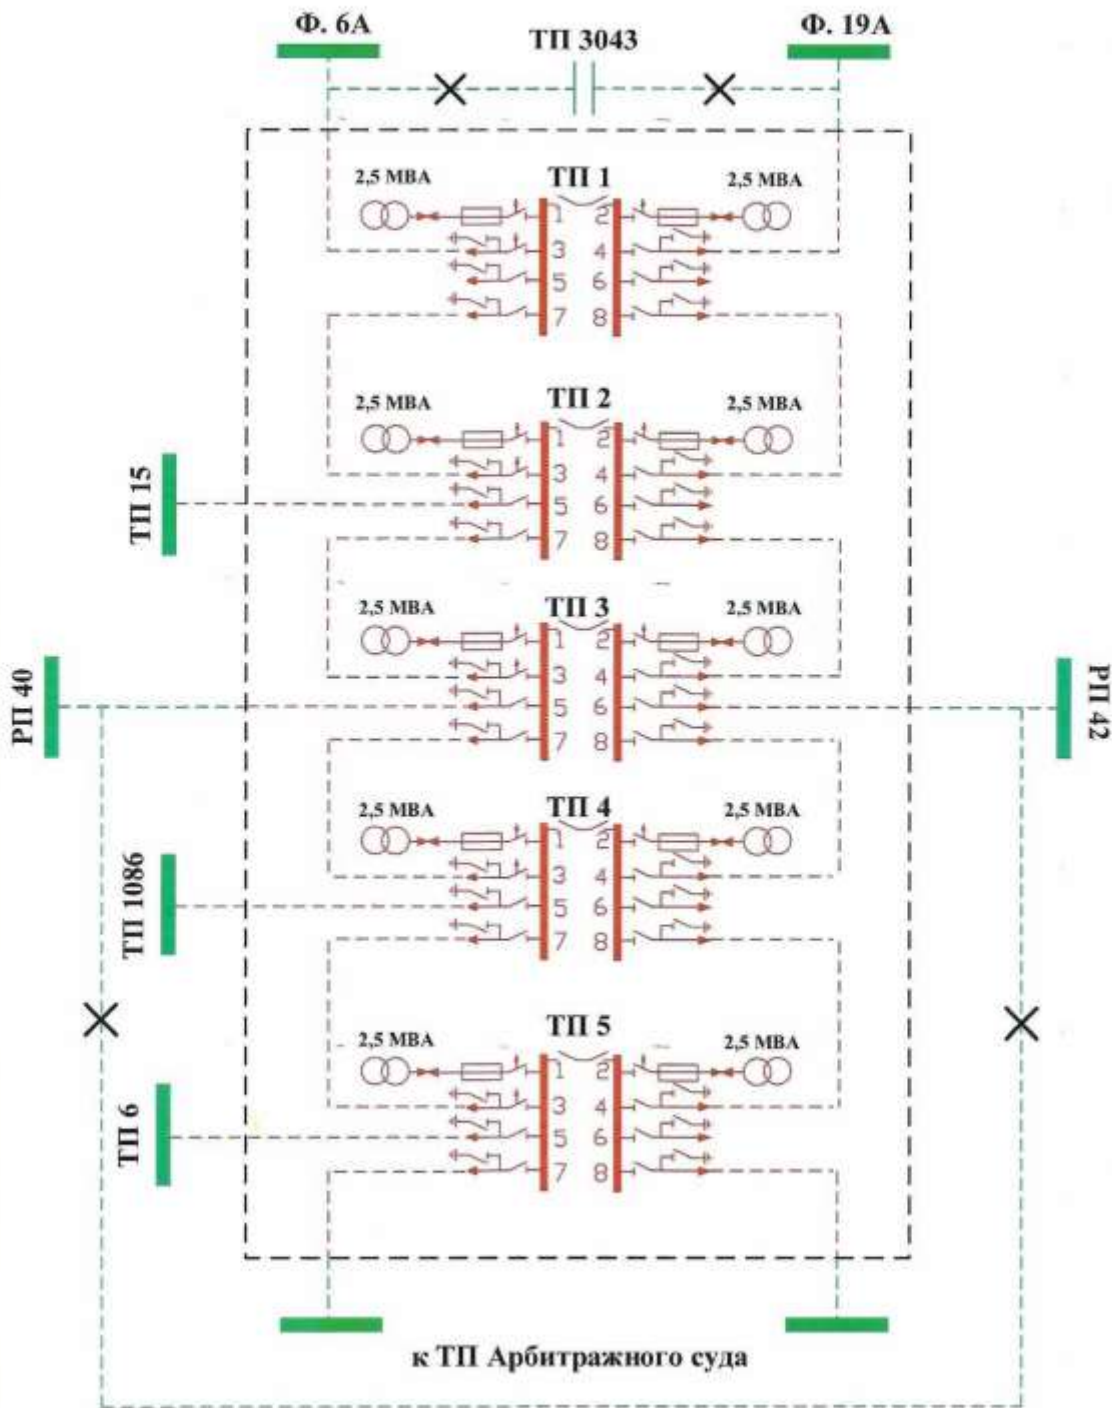 Ф. 6А
Ф. 19А
ТП 3043
2,5 МВА
ТП 1
2,5 МВА
1 2
3 4
5 6
7 8
2,5 МВА
ТП 2
2,5 МВА
1 2
3 4
5 6
7 8
ТП 15
2,5 МВА
ТП 3
2,5 МВА
1 2
3 4
5 6
7 8
РП 40
РП 42
2,5 МВА
ТП 4
2,5 МВА
1 2
3 4
5 6
7 8
ТП 1086
2,5 МВА
ТП 5
2,5 МВА
1 2
3 4
5 6
7 8
ТП 6
к ТП Арбитражного суда